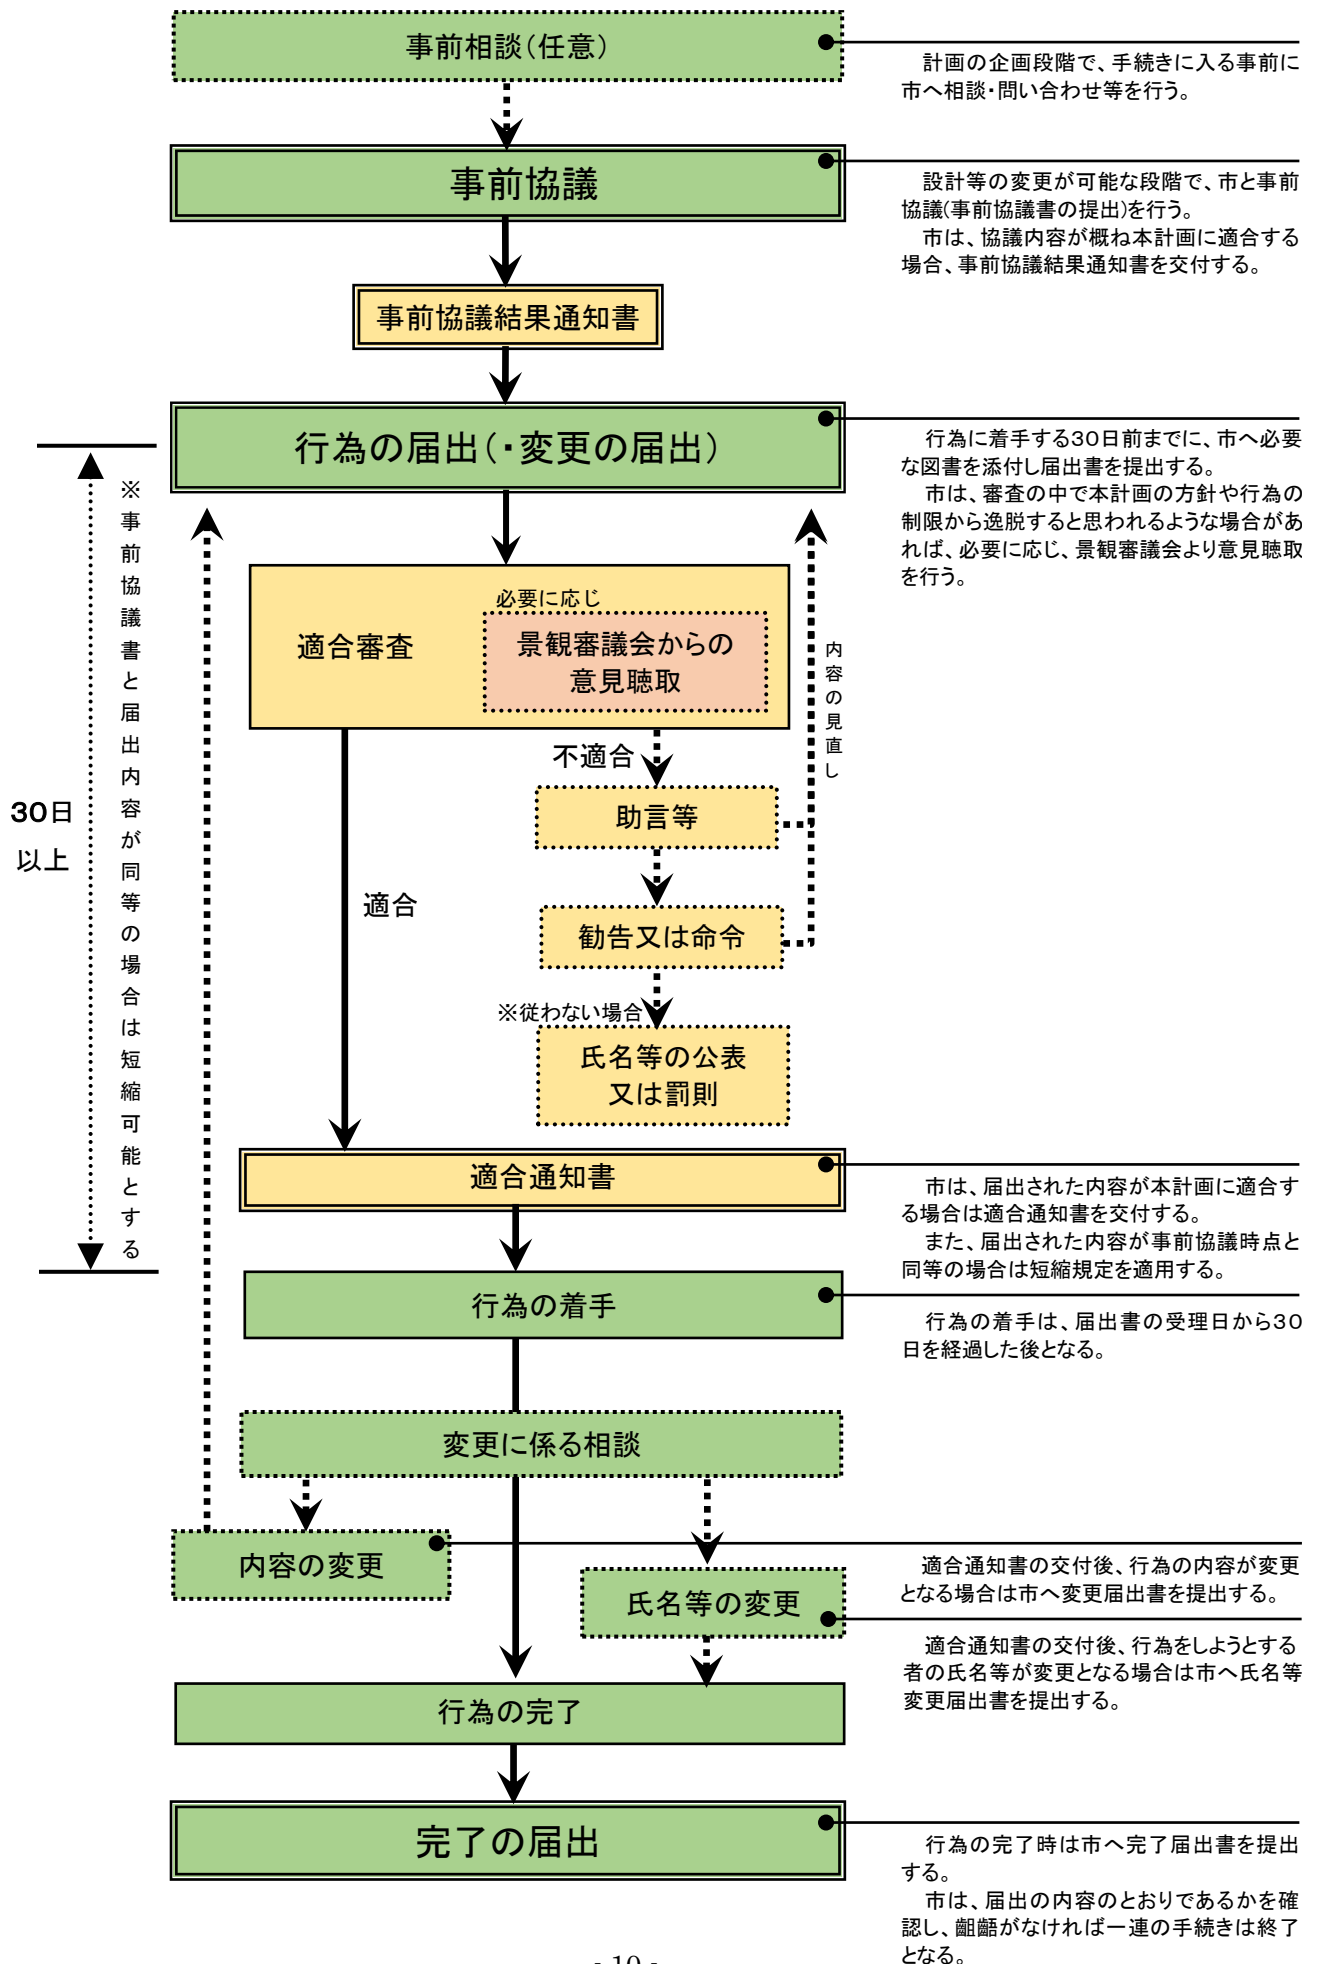 事前相談(任意)
計画の企画段階で、手続きに入る事前に
市へ相談・問い合わせ等を行う。
事前協議
設計等の変更が可能な段階で、市と事前
協議(事前協議書の提出)を行う。
市は、協議内容が概ね本計画に適合する
場合、事前協議結果通知書を交付する。
事前協議結果通知書
行為の届出(・変更の届出)
行為に着手する30日前までに、市へ必要
な図書を添付し届出書を提出する。
市は、審査の中で本計画の方針や行為の
制限から逸脱すると思われるような場合があ
れば、必要に応じ、景観審議会より意見聴取
を行う。
30日
以上
※事前協議書と届出内容が同等の場合は短縮可能とする
適合審査
必要に応じ
景観審議会からの
意見聴取
内容の見直し
不適合
助言等
適合
勧告又は命令
※従わない場合
氏名等の公表
又は罰則
適合通知書
市は、届出された内容が本計画に適合す
る場合は適合通知書を交付する。
また、届出された内容が事前協議時点と
同等の場合は短縮規定を適用する。
行為の着手
行為の着手は、届出書の受理日から30
日を経過した後となる。
変更に係る相談
内容の変更
適合通知書の交付後、行為の内容が変更
となる場合は市へ変更届出書を提出する。
氏名等の変更
適合通知書の交付後、行為をしようとする
者の氏名等が変更となる場合は市へ氏名等
変更届出書を提出する。
行為の完了
完了の届出
行為の完了時は市へ完了届出書を提出
する。
市は、届出の内容のとおりであるかを確
認し、齟齬がなければ一連の手続きは終了
となる。
- 10 -